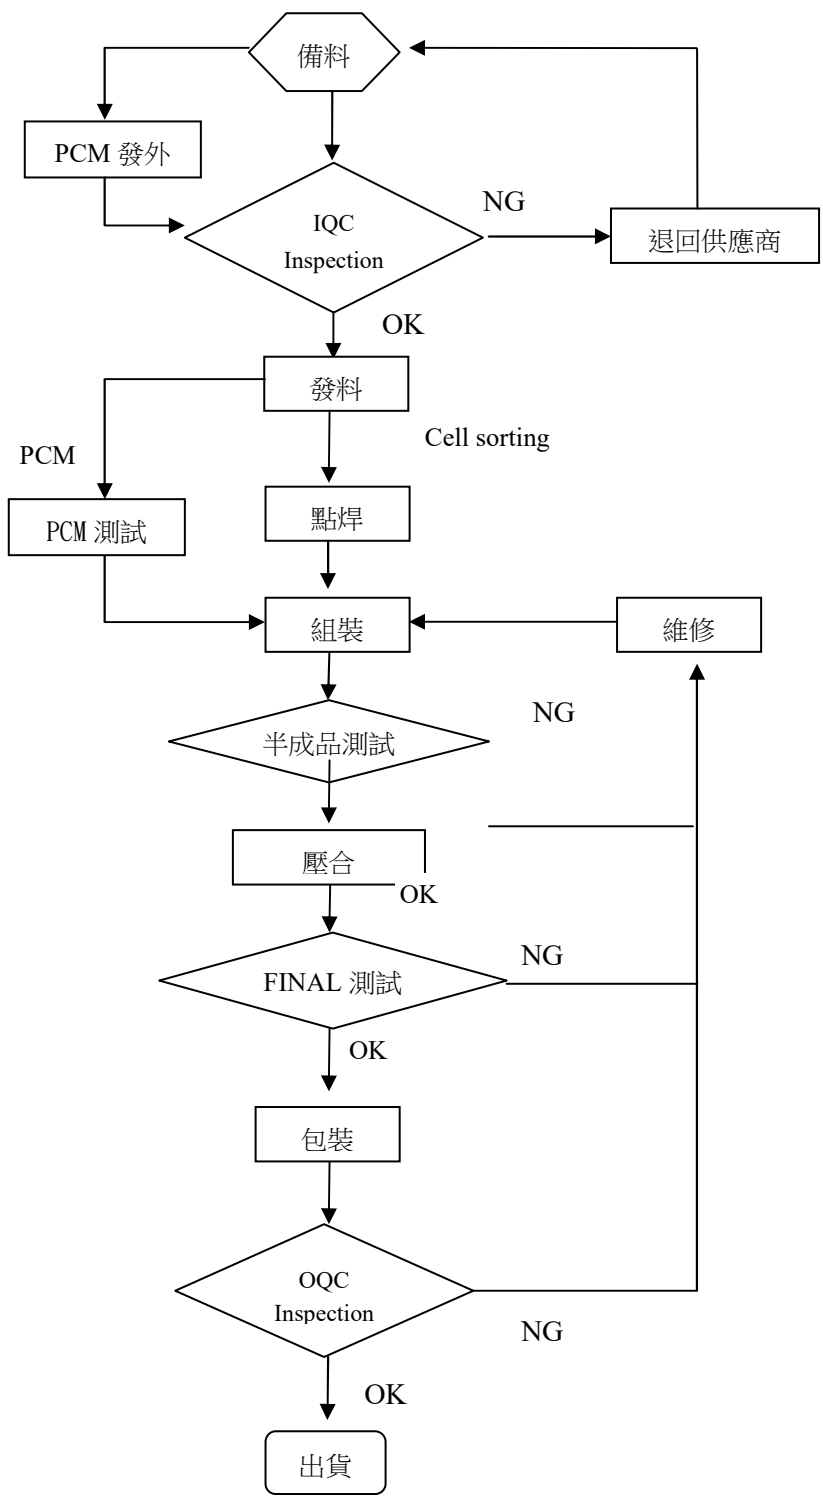 備料
PCM 發外
IQC
Inspection
NG
退回供應商
OK
發料
Cell sorting
PCM
點焊
PCM 測試
組裝
維修
NG
半成品測試
壓合
OK
NG
FINAL 測試
OK
包裝
OQC
Inspection
NG
OK
出貨